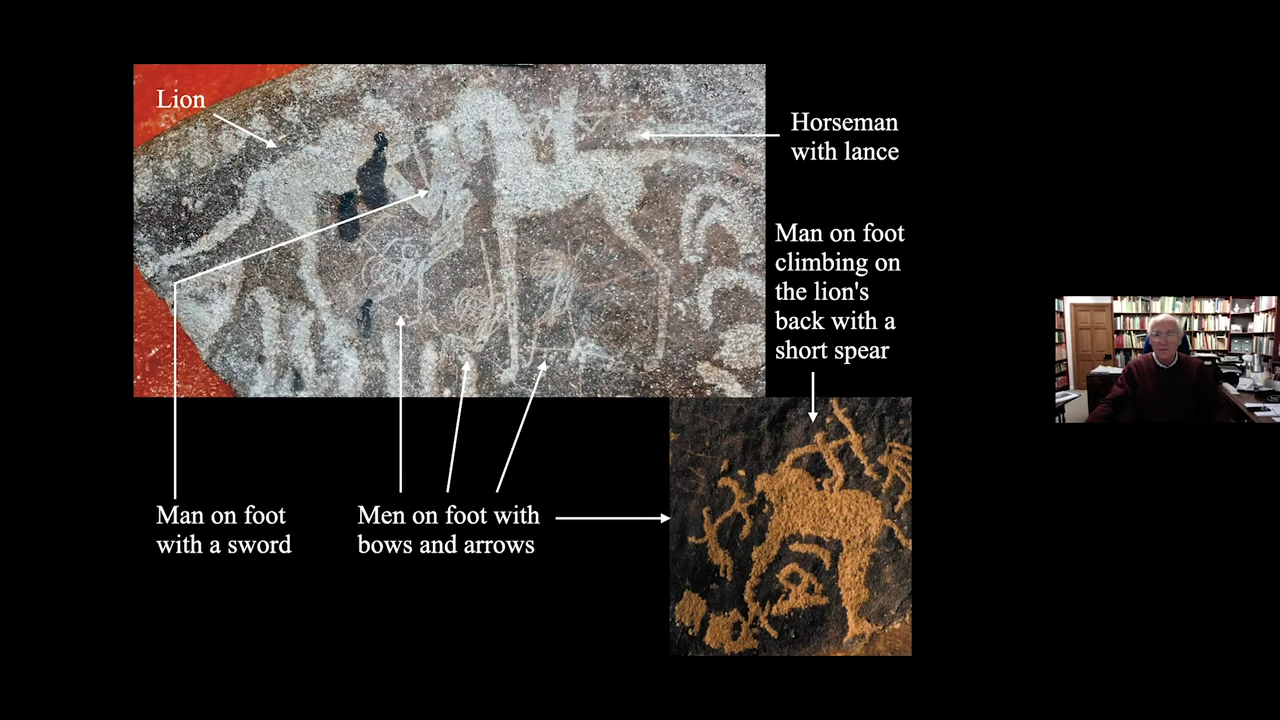 Lion
Horseman
with lance
Man on foot
climbing on
the lion's
back with a
short spear
Man on foot
with a sword
Men on foot with
bows and arrows